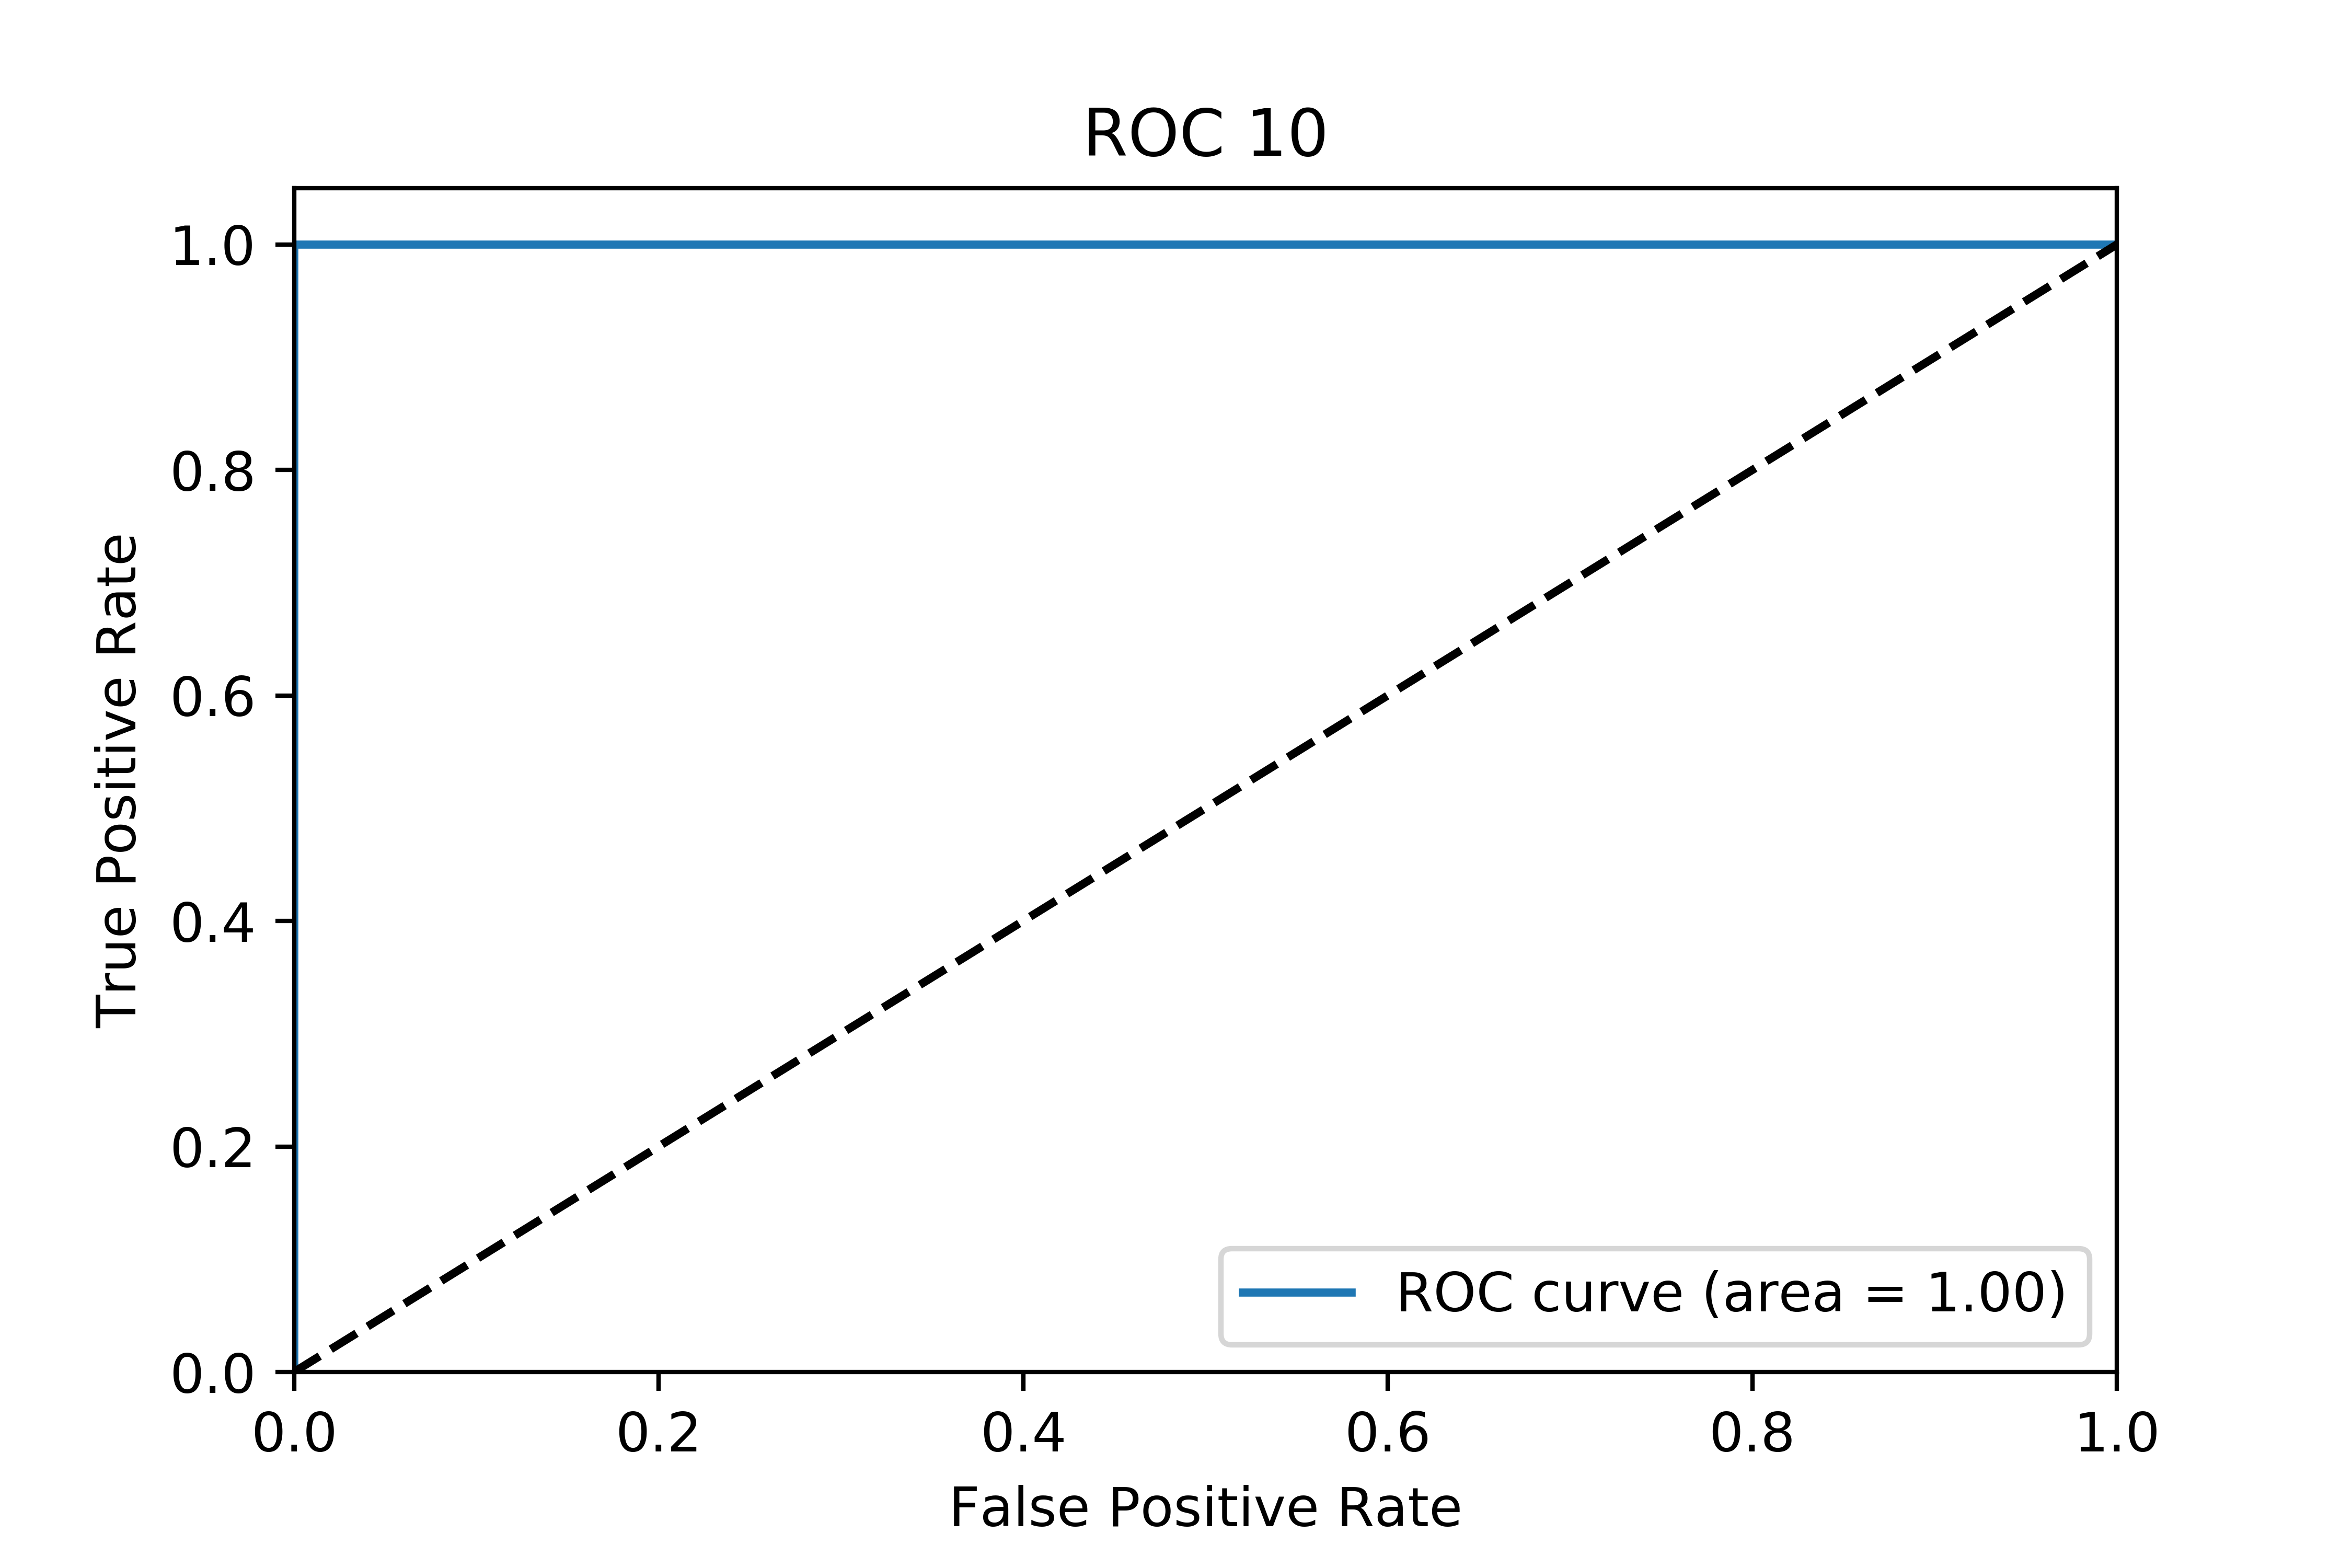 ROC 10
True Positive Rate
1.0
0.8
0.6
0.4
0.2
0.0
ROC curve (area = 1.00)
0.0 0.2 0.4 0.6 0.8 1.0
False Positive Rate